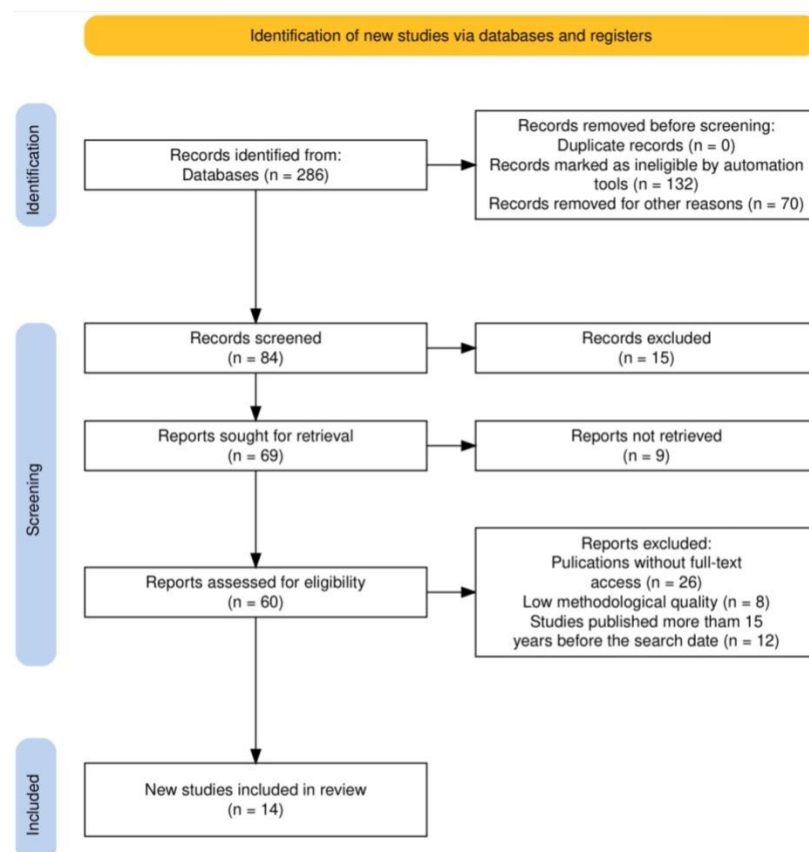 Identification of new studies via databases and registers
Identification
Records identified from:
Databases (n = 286)
Records removed before screening:
Duplicate records (n = 0)
Records marked as ineligible by automation
tools (n = 132)
Records removed for other reasons (n = 70)
Screening
Records screened
(n = 84)
Records excluded
(n = 15)
Reports sought for retrieval
(n = 69)
Reports not retrieved
(n = 9)
Reports assessed for eligibility
(n = 60)
Reports excluded:
Pulications without full-text
access (n = 26)
Low methodological quality (n = 8)
Studies published more tham 15
years before the search date (n = 12)
Included
New studies included in review
(n = 14)